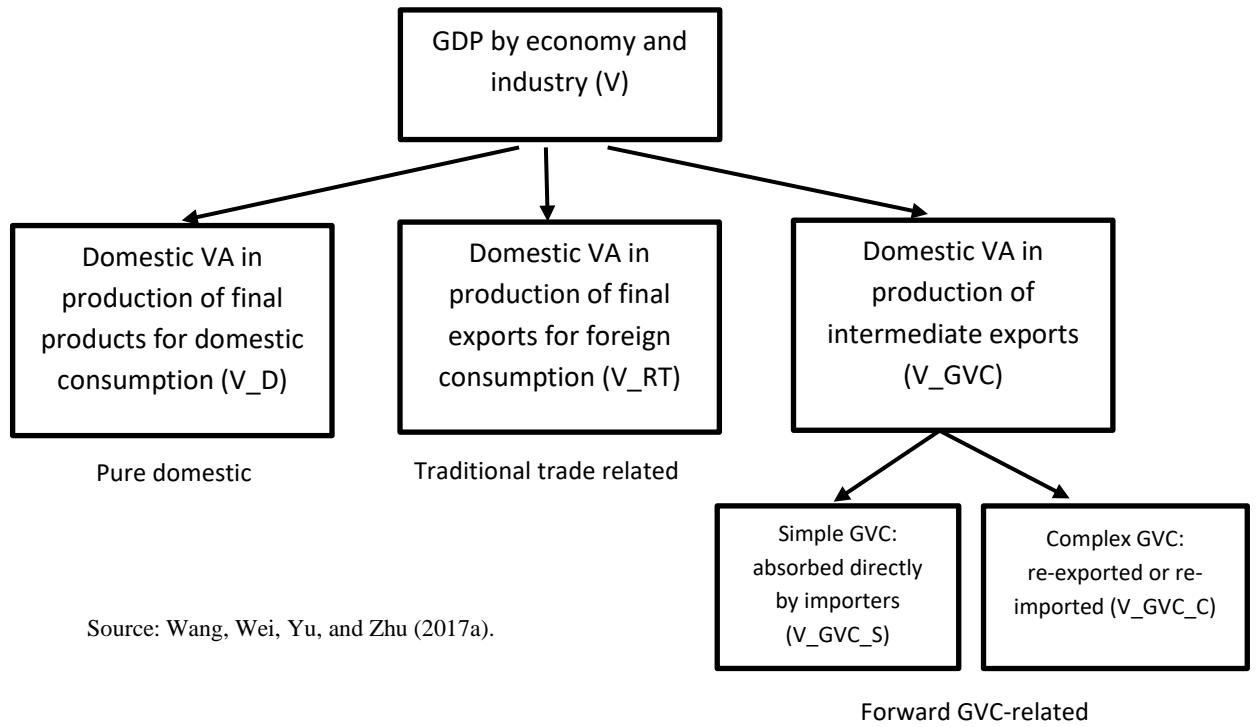 GDP by economy and
industry (V)
Domestic VA in
production of final
products for domestic
consumption (V_D)
Domestic VA in
production of final
exports for foreign
consumption (V_RT)
Domestic VA in
production of
intermediate exports
(V_GVC)
Pure domestic
Traditional trade related
Simple GVC:
absorbed directly
by importers
(V_GVC_S)
Complex GVC:
re-exported or re-
imported (V_GVC_C)
Source: Wang, Wei, Yu, and Zhu (2017a).
Forward GVC-related